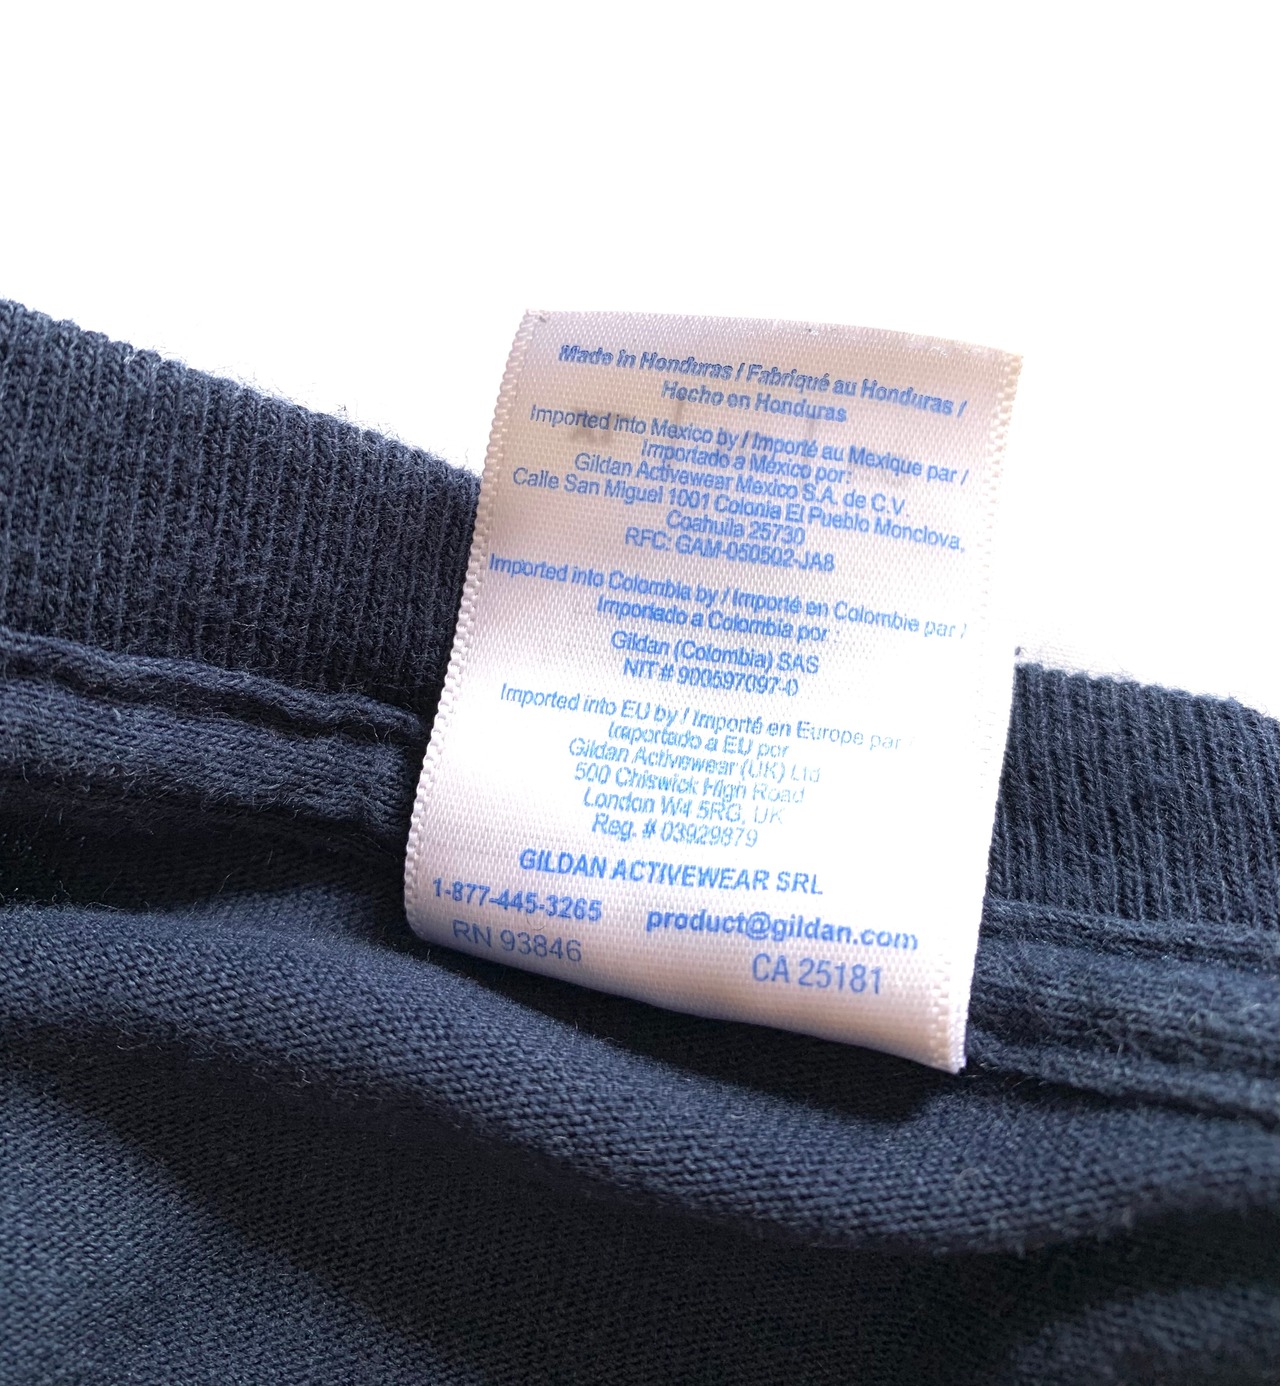 Made in Honduras / Fabriqué au Honduras /
Hecho en Honduras
Imported into Mexico by / Importé au Mexique par /
Importado a México por:
Gildan Activewear Mexico S.A. de C.V.
Calle San Miguel 1001 Colonia El Pueblo Monclova,
Coahuila 25730
RFC: GAM-050502-JA8
Imported into Colombia by / Importé en Colombie par /
Importado a Colombia por :
Gildan (Colombia) SAS
NIT # 900597097-0
Imported into EU by / Importé en Europe par /
Importado a EU por
Gildan Activewear (UK) Ltd
500 Chiswick High Road
London W4 5RG, UK
Reg. # 03929879
GILDAN ACTIVEWEAR SRL
1-877-445-3265 product@gildan.com
RN 93846 CA 25181